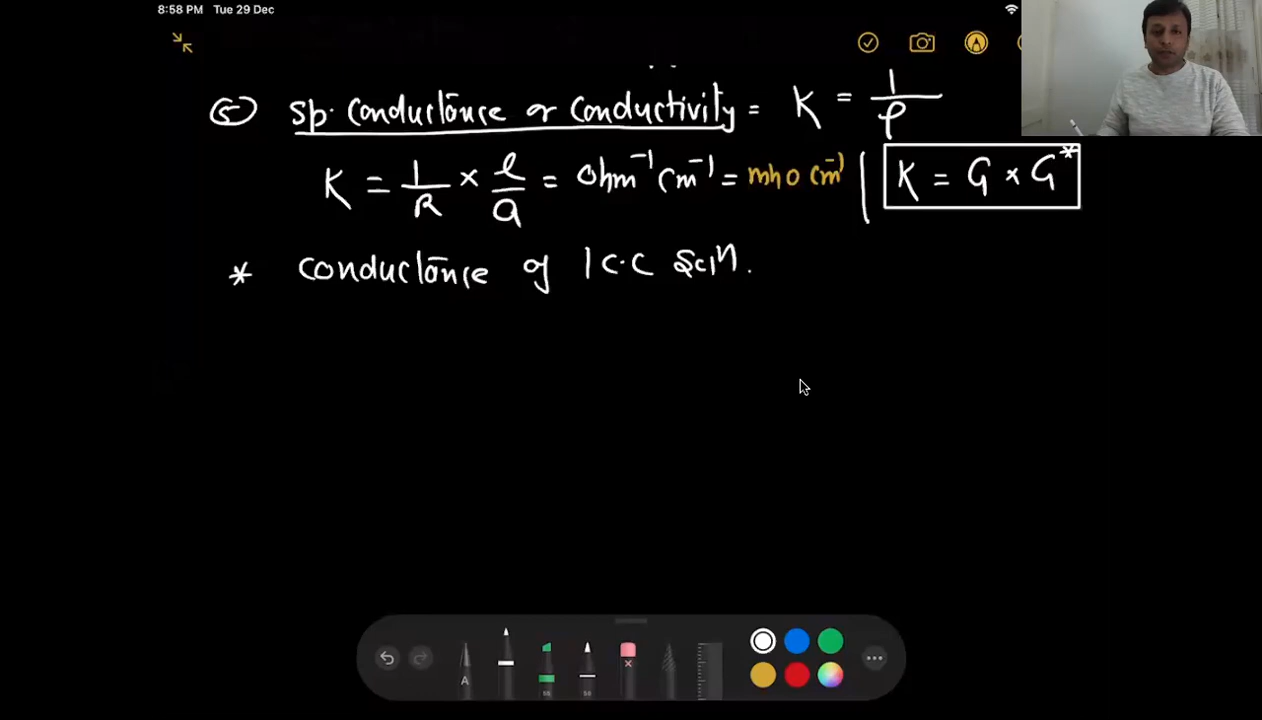 8:58 PM Tue 29 Dec
⑤ Sp. Conductance or Conductivity = K = 1/ρ
K = 1/R × l/a = Ohm⁻¹ cm⁻¹ = mho cm⁻¹ | K = G × G*
* Conductance of 1 C.C Solⁿ.
A